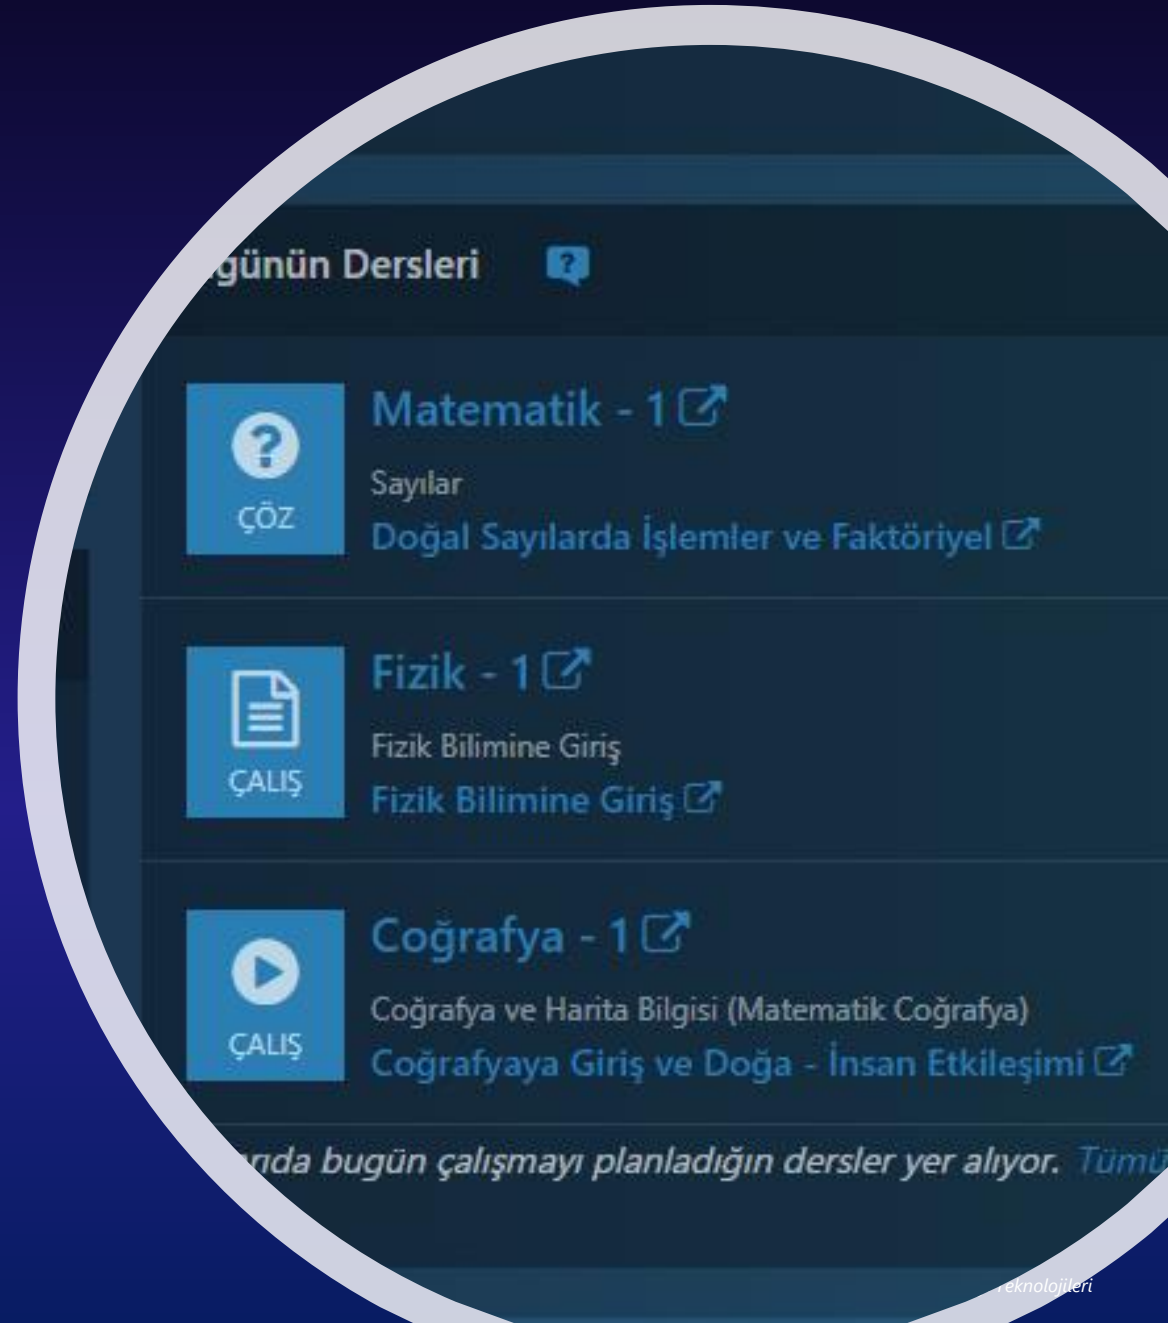 günün Dersleri
Matematik - 1
ÇÖZ
Sayılar
Doğal Sayılarda İşlemler ve Faktöriyel
Fizik - 1
ÇALIŞ
Fizik Bilimine Giriş
Fizik Bilimine Giriş
Coğrafya - 1
ÇALIŞ
Coğrafya ve Harita Bilgisi (Matematik Coğrafya)
Coğrafyaya Giriş ve Doğa - İnsan Etkileşimi
bugün çalışmayı planladığın dersler yer alıyor.